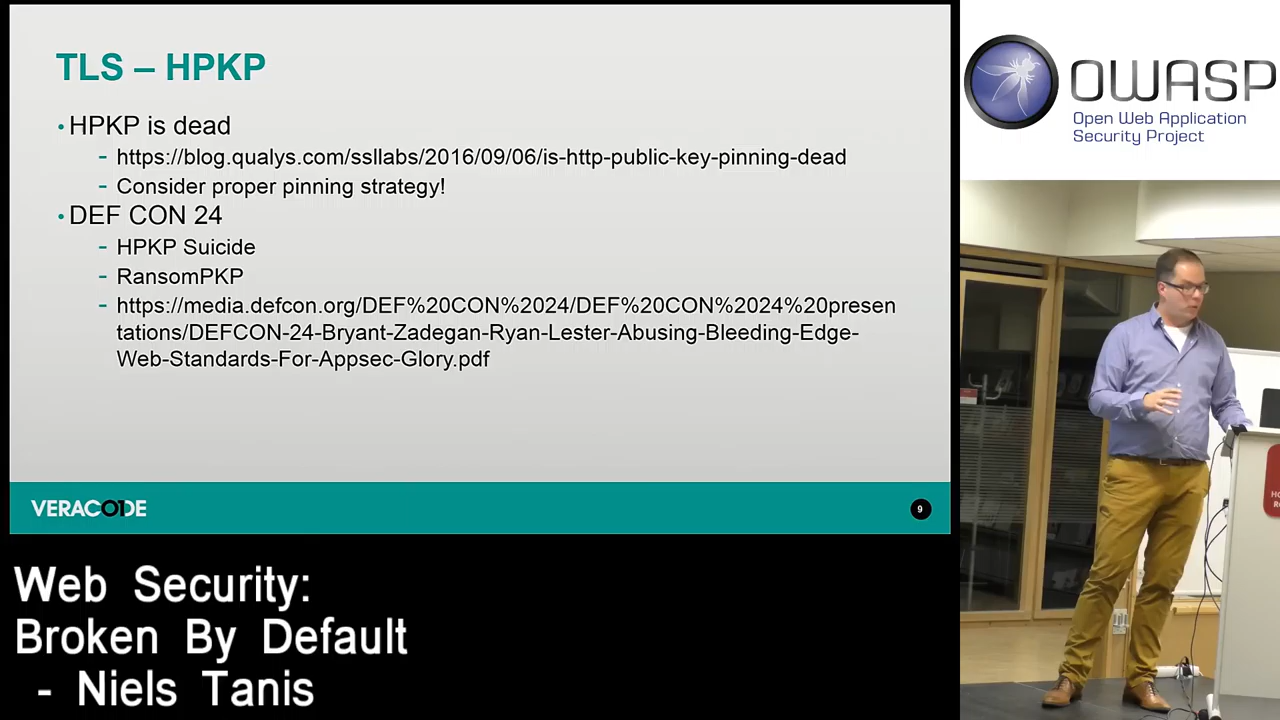 TLS – HPKP
• HPKP is dead
- https://blog.qualys.com/ssllabs/2016/09/06/is-http-public-key-pinning-dead
- Consider proper pinning strategy!
• DEF CON 24
- HPKP Suicide
- RansomPKP
- https://media.defcon.org/DEF%20CON%2024/DEF%20CON%2024%20presen
tations/DEFCON-24-Bryant-Zadegan-Ryan-Lester-Abusing-Bleeding-Edge-
Web-Standards-For-Appsec-Glory.pdf
VERACODE
9
OWASP
Open Web Application
Security Project
Web Security:
Broken By Default
- Niels Tanis